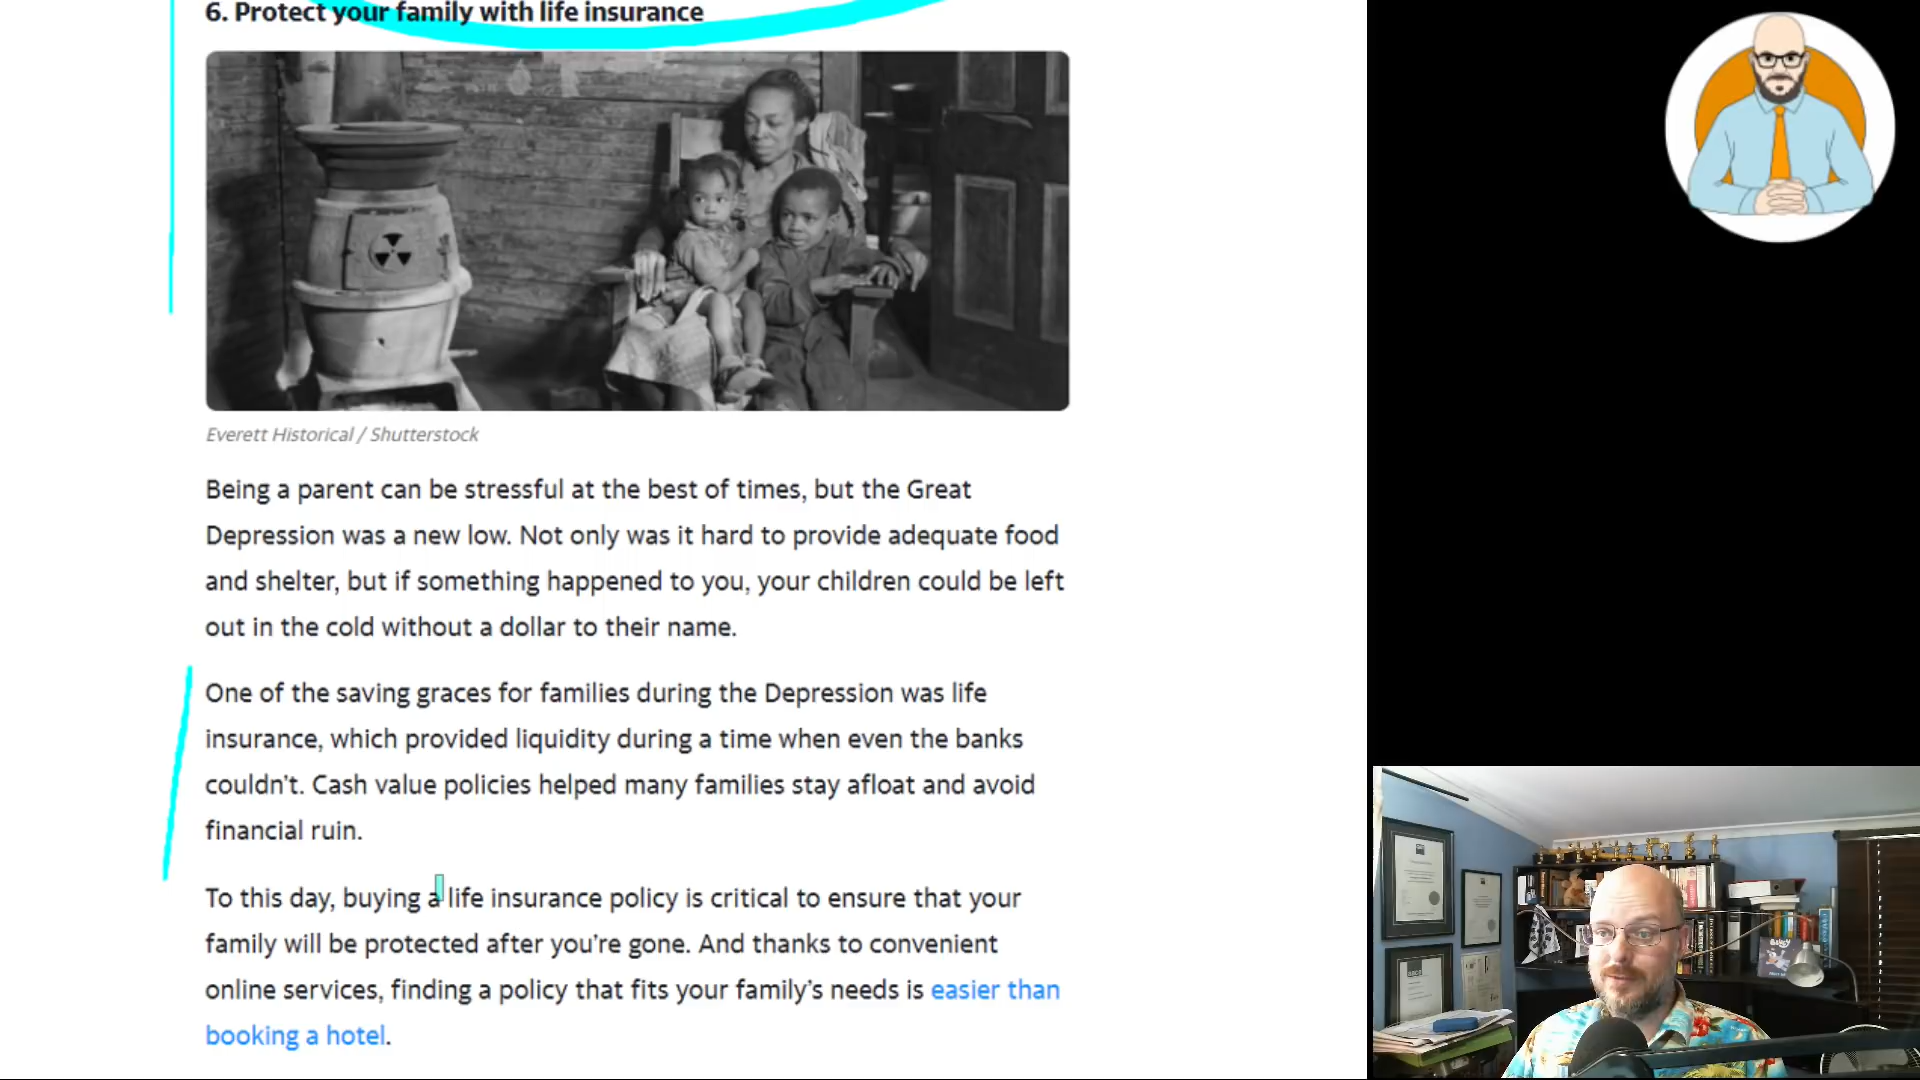 6. Protect your family with life insurance
Everett Historical / Shutterstock
Being a parent can be stressful at the best of times, but the Great
Depression was a new low. Not only was it hard to provide adequate food
and shelter, but if something happened to you, your children could be left
out in the cold without a dollar to their name.
One of the saving graces for families during the Depression was life
insurance, which provided liquidity during a time when even the banks
couldn't. Cash value policies helped many families stay afloat and avoid
financial ruin.
To this day, buying a life insurance policy is critical to ensure that your
family will be protected after you're gone. And thanks to convenient
online services, finding a policy that fits your family's needs is easier than
booking a hotel.